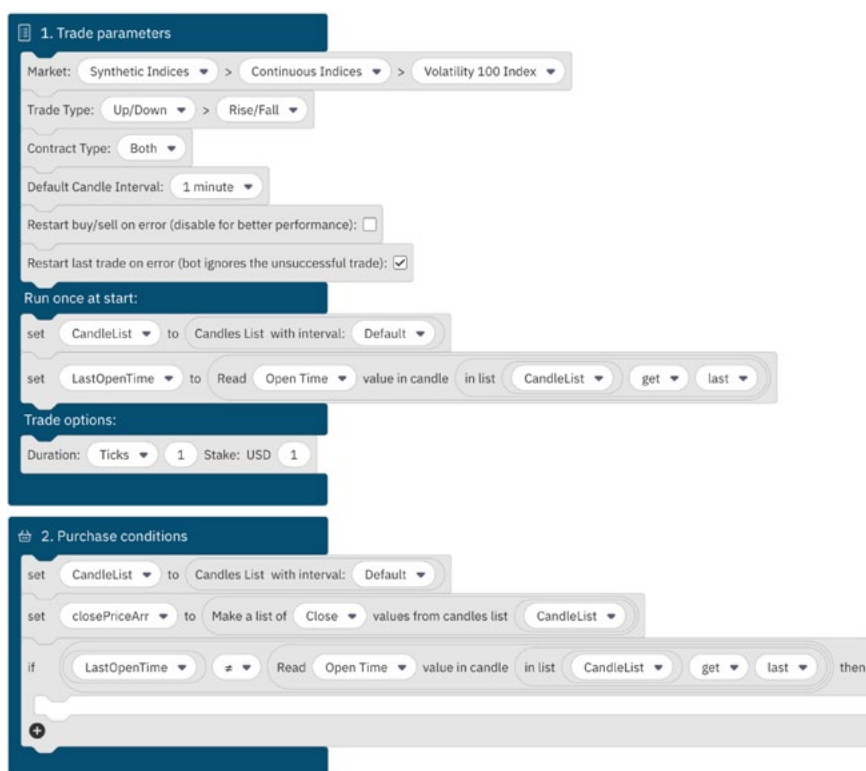 1. Trade parameters
Market: Synthetic Indices > Continuous Indices > Volatility 100 Index
Trade Type: Up/Down > Rise/Fall
Contract Type: Both
Default Candle Interval: 1 minute
Restart buy/sell on error (disable for better performance):
Restart last trade on error (bot ignores the unsuccessful trade):
Run once at start:
set CandleList to Candles List with interval: Default
set LastOpenTime to Read Open Time value in candle in list CandleList get last
Trade options:
Duration: Ticks 1 Stake: USD 1
2. Purchase conditions
set CandleList to Candles List with interval: Default
set closePriceArr to Make a list of Close values from candles list CandleList
if LastOpenTime ≠ Read Open Time value in candle in list CandleList get last then